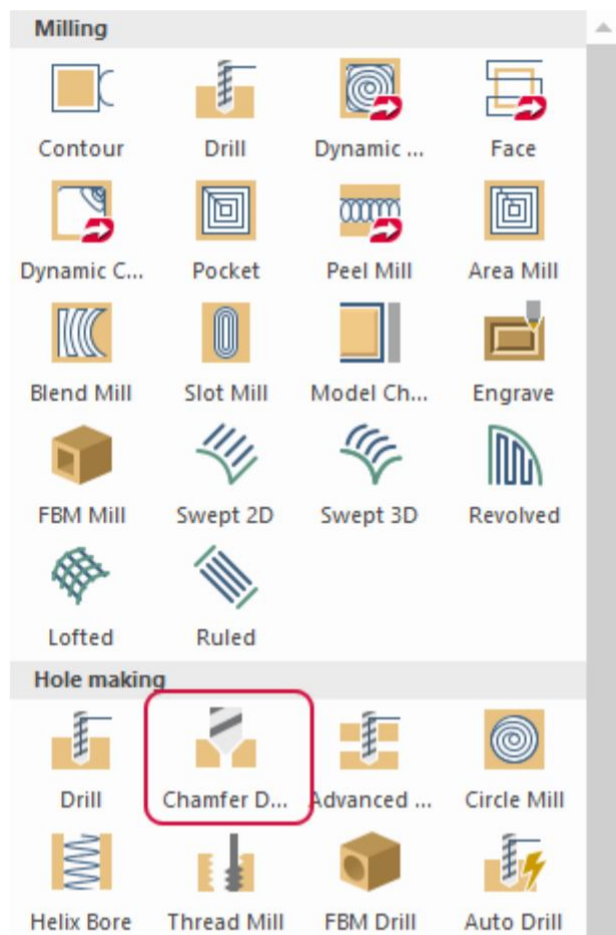 Milling
Contour Drill Dynamic ... Face
Dynamic C... Pocket Peel Mill Area Mill
Blend Mill Slot Mill Model Ch... Engrave
FBM Mill Swept 2D Swept 3D Revolved
Lofted Ruled
Hole making
Drill Chamfer D... Advanced ... Circle Mill
Helix Bore Thread Mill FBM Drill Auto Drill